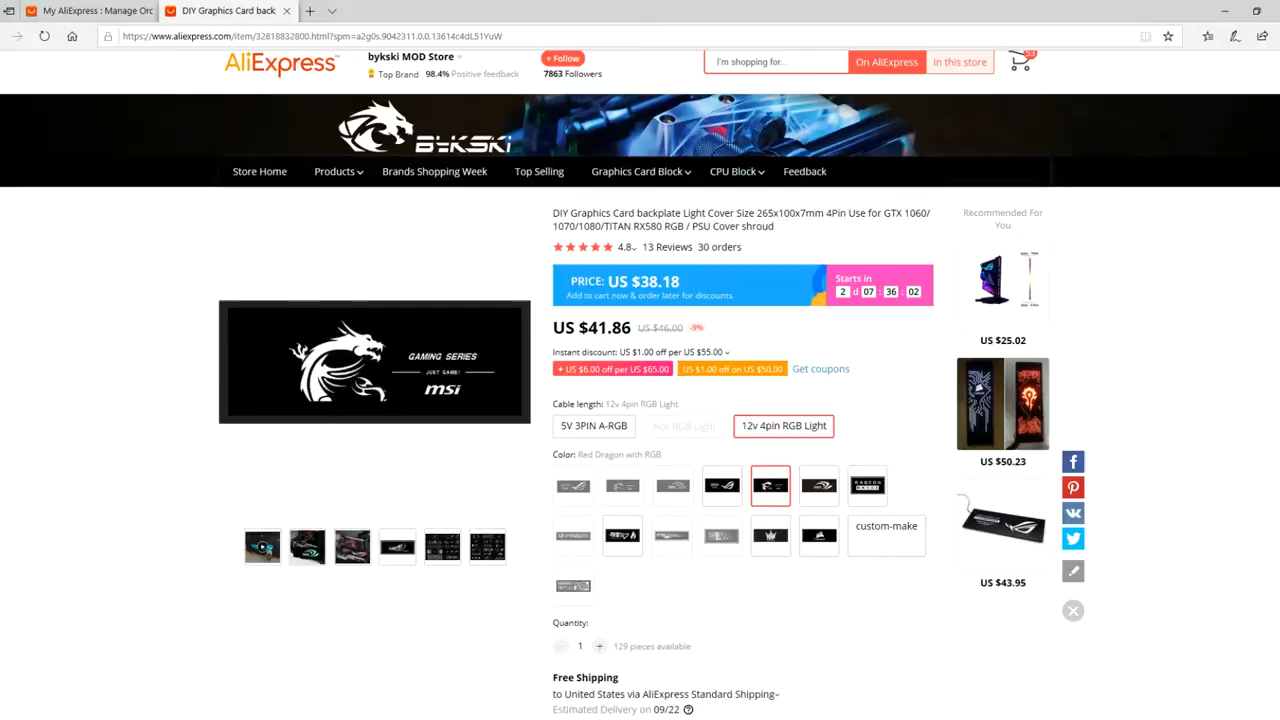 My AliExpress : Manage Orc
DIY Graphics Card back
https://www.aliexpress.com/item/32818832800.html?spm=a2g0s.9042311.0.0.13614c4dL51YuW
AliExpress
bykski MOD Store
Top Brand 98.4% Positive feedback
+ Follow
7863 Followers
I'm shopping for...
On AliExpress
In this store
53
BYKSKI
Store Home
Products
Brands Shopping Week
Top Selling
Graphics Card Block
CPU Block
Feedback
DIY Graphics Card backplate Light Cover Size 265x100x7mm 4Pin Use for GTX 1060/
1070/1080/TITAN RX580 RGB / PSU Cover shroud
4.8 13 Reviews 30 orders
PRICE: US $38.18
Add to cart now & order later for discounts
Starts in
2 d 07 : 36 : 02
US $41.86 US $46.00 -9%
Instant discount: US $1.00 off per US $55.00
+ US $6.00 off per US $65.00
US $1.00 off on US $50.00
Get coupons
Cable length: 12v 4pin RGB Light
5V 3PIN A-RGB
Not RGB Light
12v 4pin RGB Light
Color: Red Dragon with RGB
RADEON
custom-make
Quantity:
1 + 129 pieces available
Free Shipping
to United States via AliExpress Standard Shipping
Estimated Delivery on 09/22
GAMING SERIES
JUST GAME!
msi
Recommended For
You
US $25.02
US $50.23
US $43.95